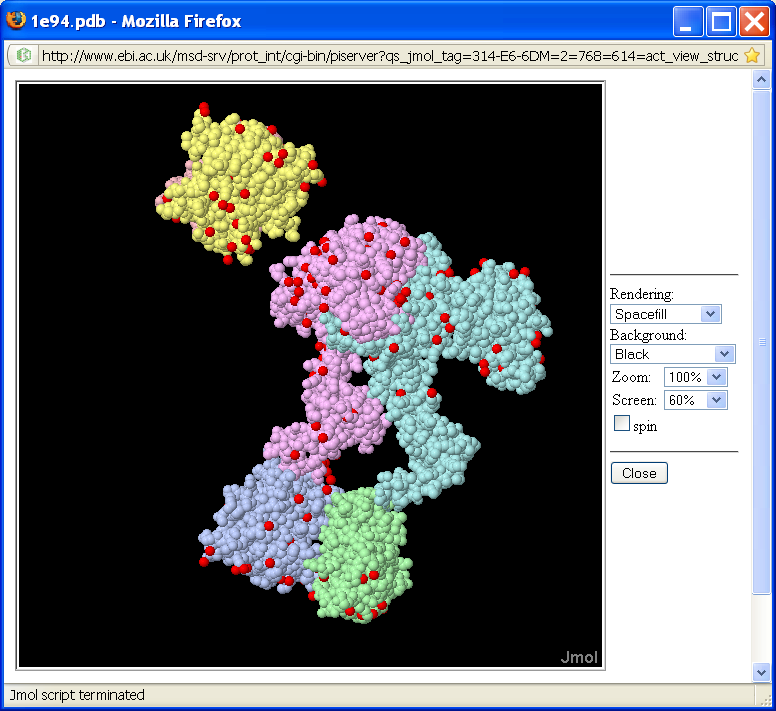 1e94.pdb - Mozilla Firefox
http://www.ebi.ac.uk/msd-srv/prot_int/cgi-bin/piserver?qs_jmol_tag=314-E6-6DM=2=768=614=act_view_struc
Rendering:
Spacefill
Background:
Black
Zoom: 100%
Screen: 60%
spin
Close
Jmol
Jmol script terminated